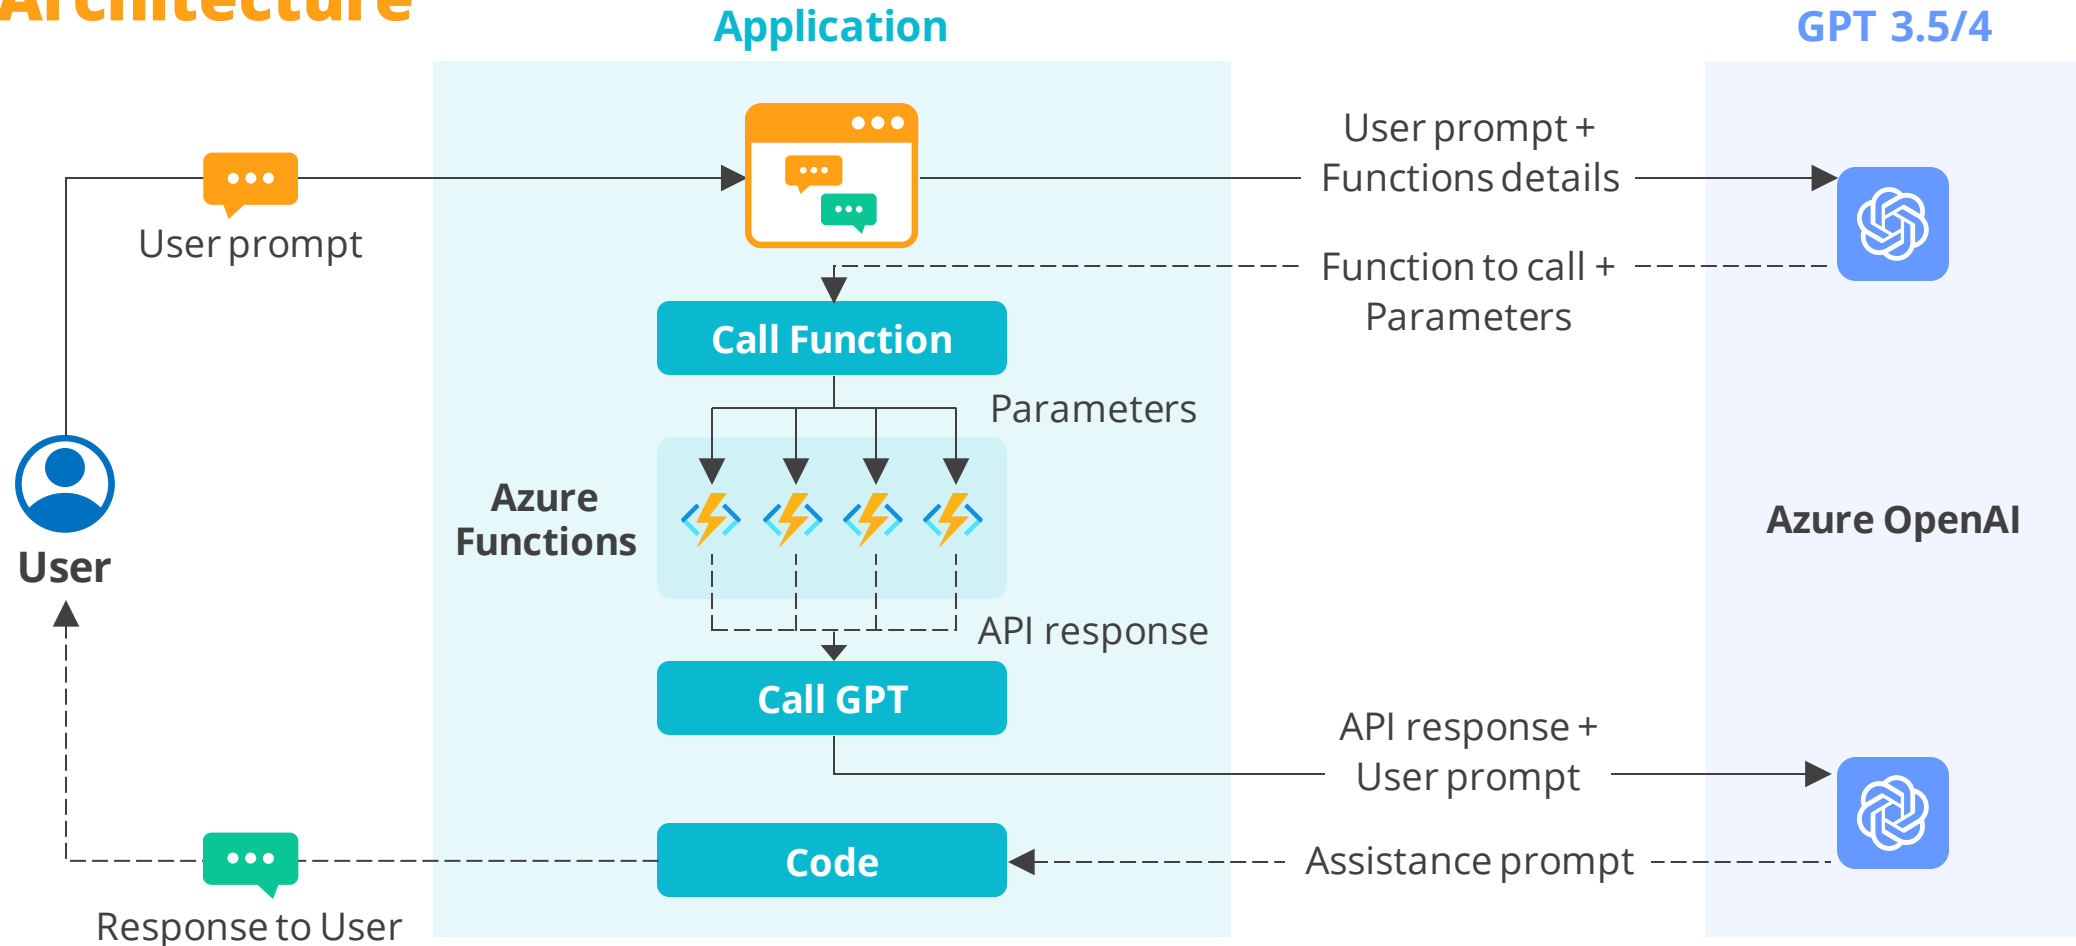 Architecture
Application
GPT 3.5/4
User prompt +
Functions details
User prompt
Function to call +
Parameters
Call Function
Parameters
Azure
Functions
Azure OpenAI
User
API response
Call GPT
API response +
User prompt
Code
Assistance prompt
Response to User